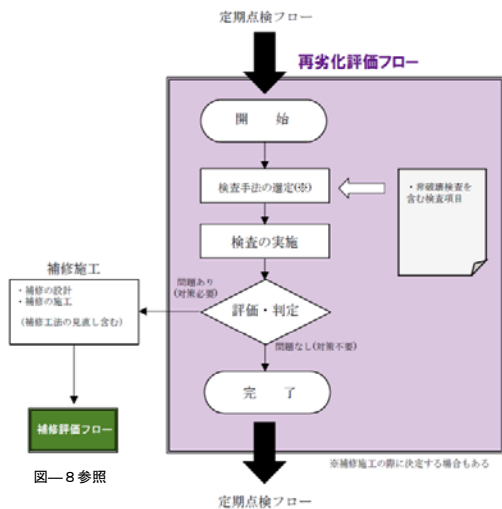 定期点検フロー
再劣化評価フロー
開 始
検査手法の選定(※)
・非破壊検査を
含む検査項目
検査の実施
補修施工
・補修の設計
・補修の施工
(補修工法の見直し含む)
問題あり
(対策必要)
評価・判定
問題なし(対策不要)
完 了
補修評価フロー
図―8参照
※補修施工の際に決定する場合もある
定期点検フロー